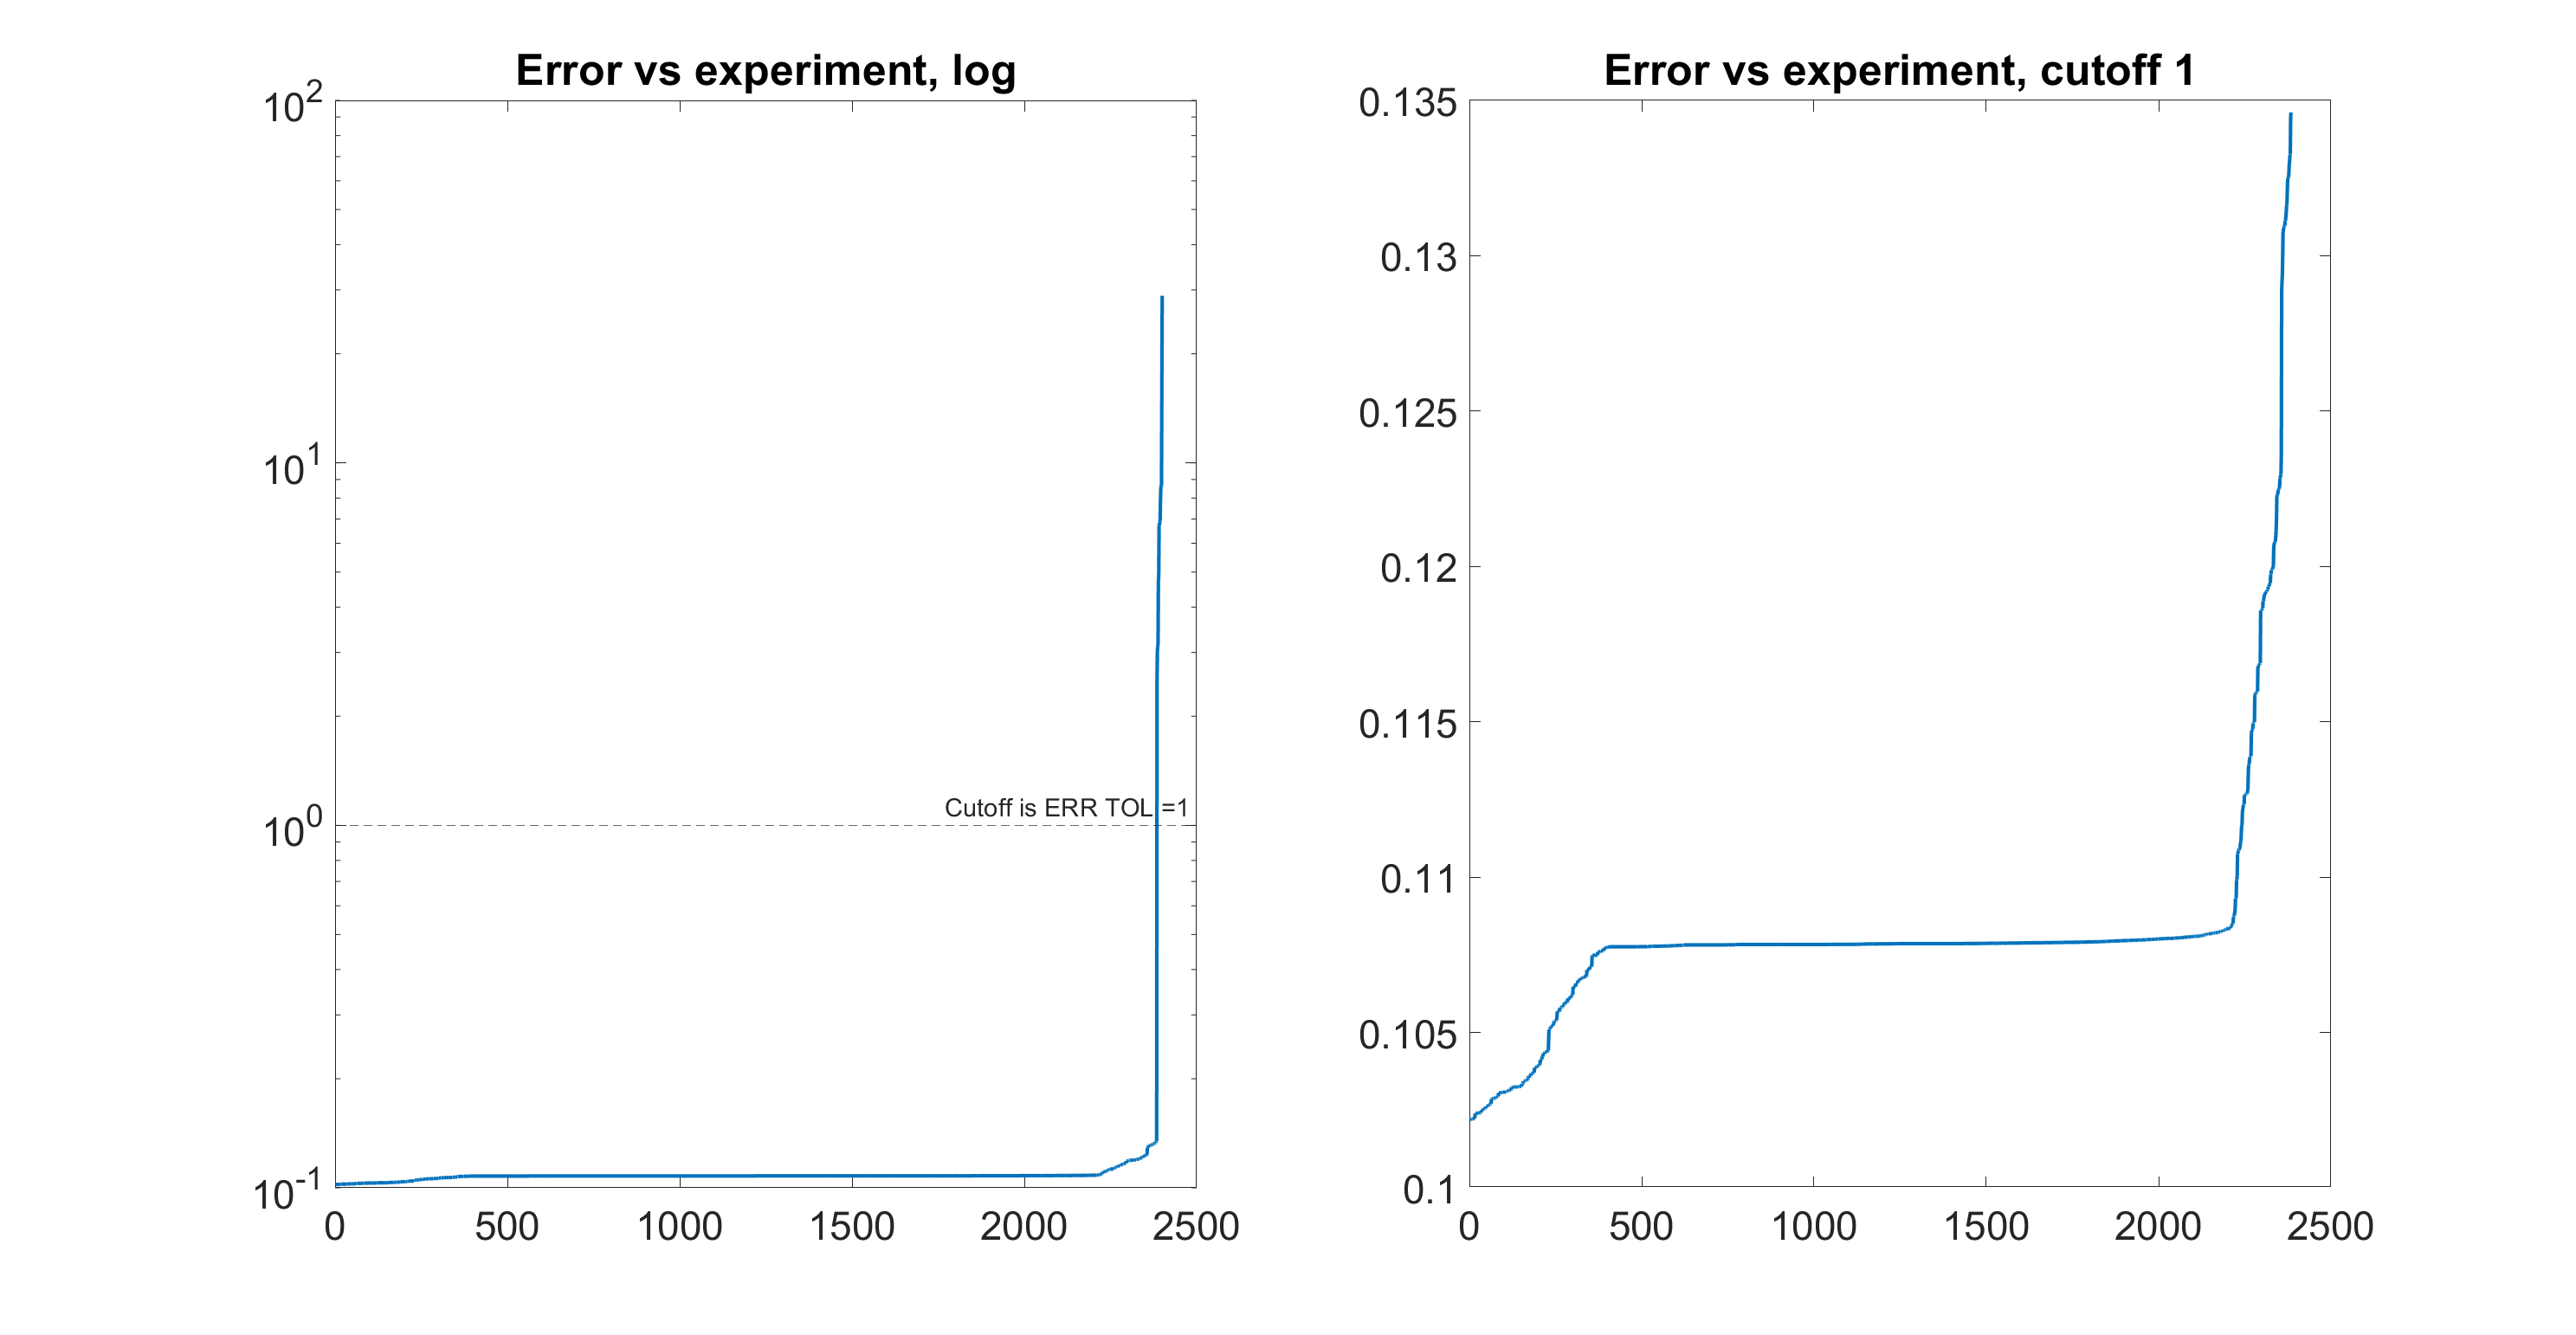 Error vs experiment, log
10^2
10^1
10^0
10^-1
Cutoff is ERR TOL =1
0 500 1000 1500 2000 2500
Error vs experiment, cutoff 1
0.135
0.13
0.125
0.12
0.115
0.11
0.105
0.1
0 500 1000 1500 2000 2500